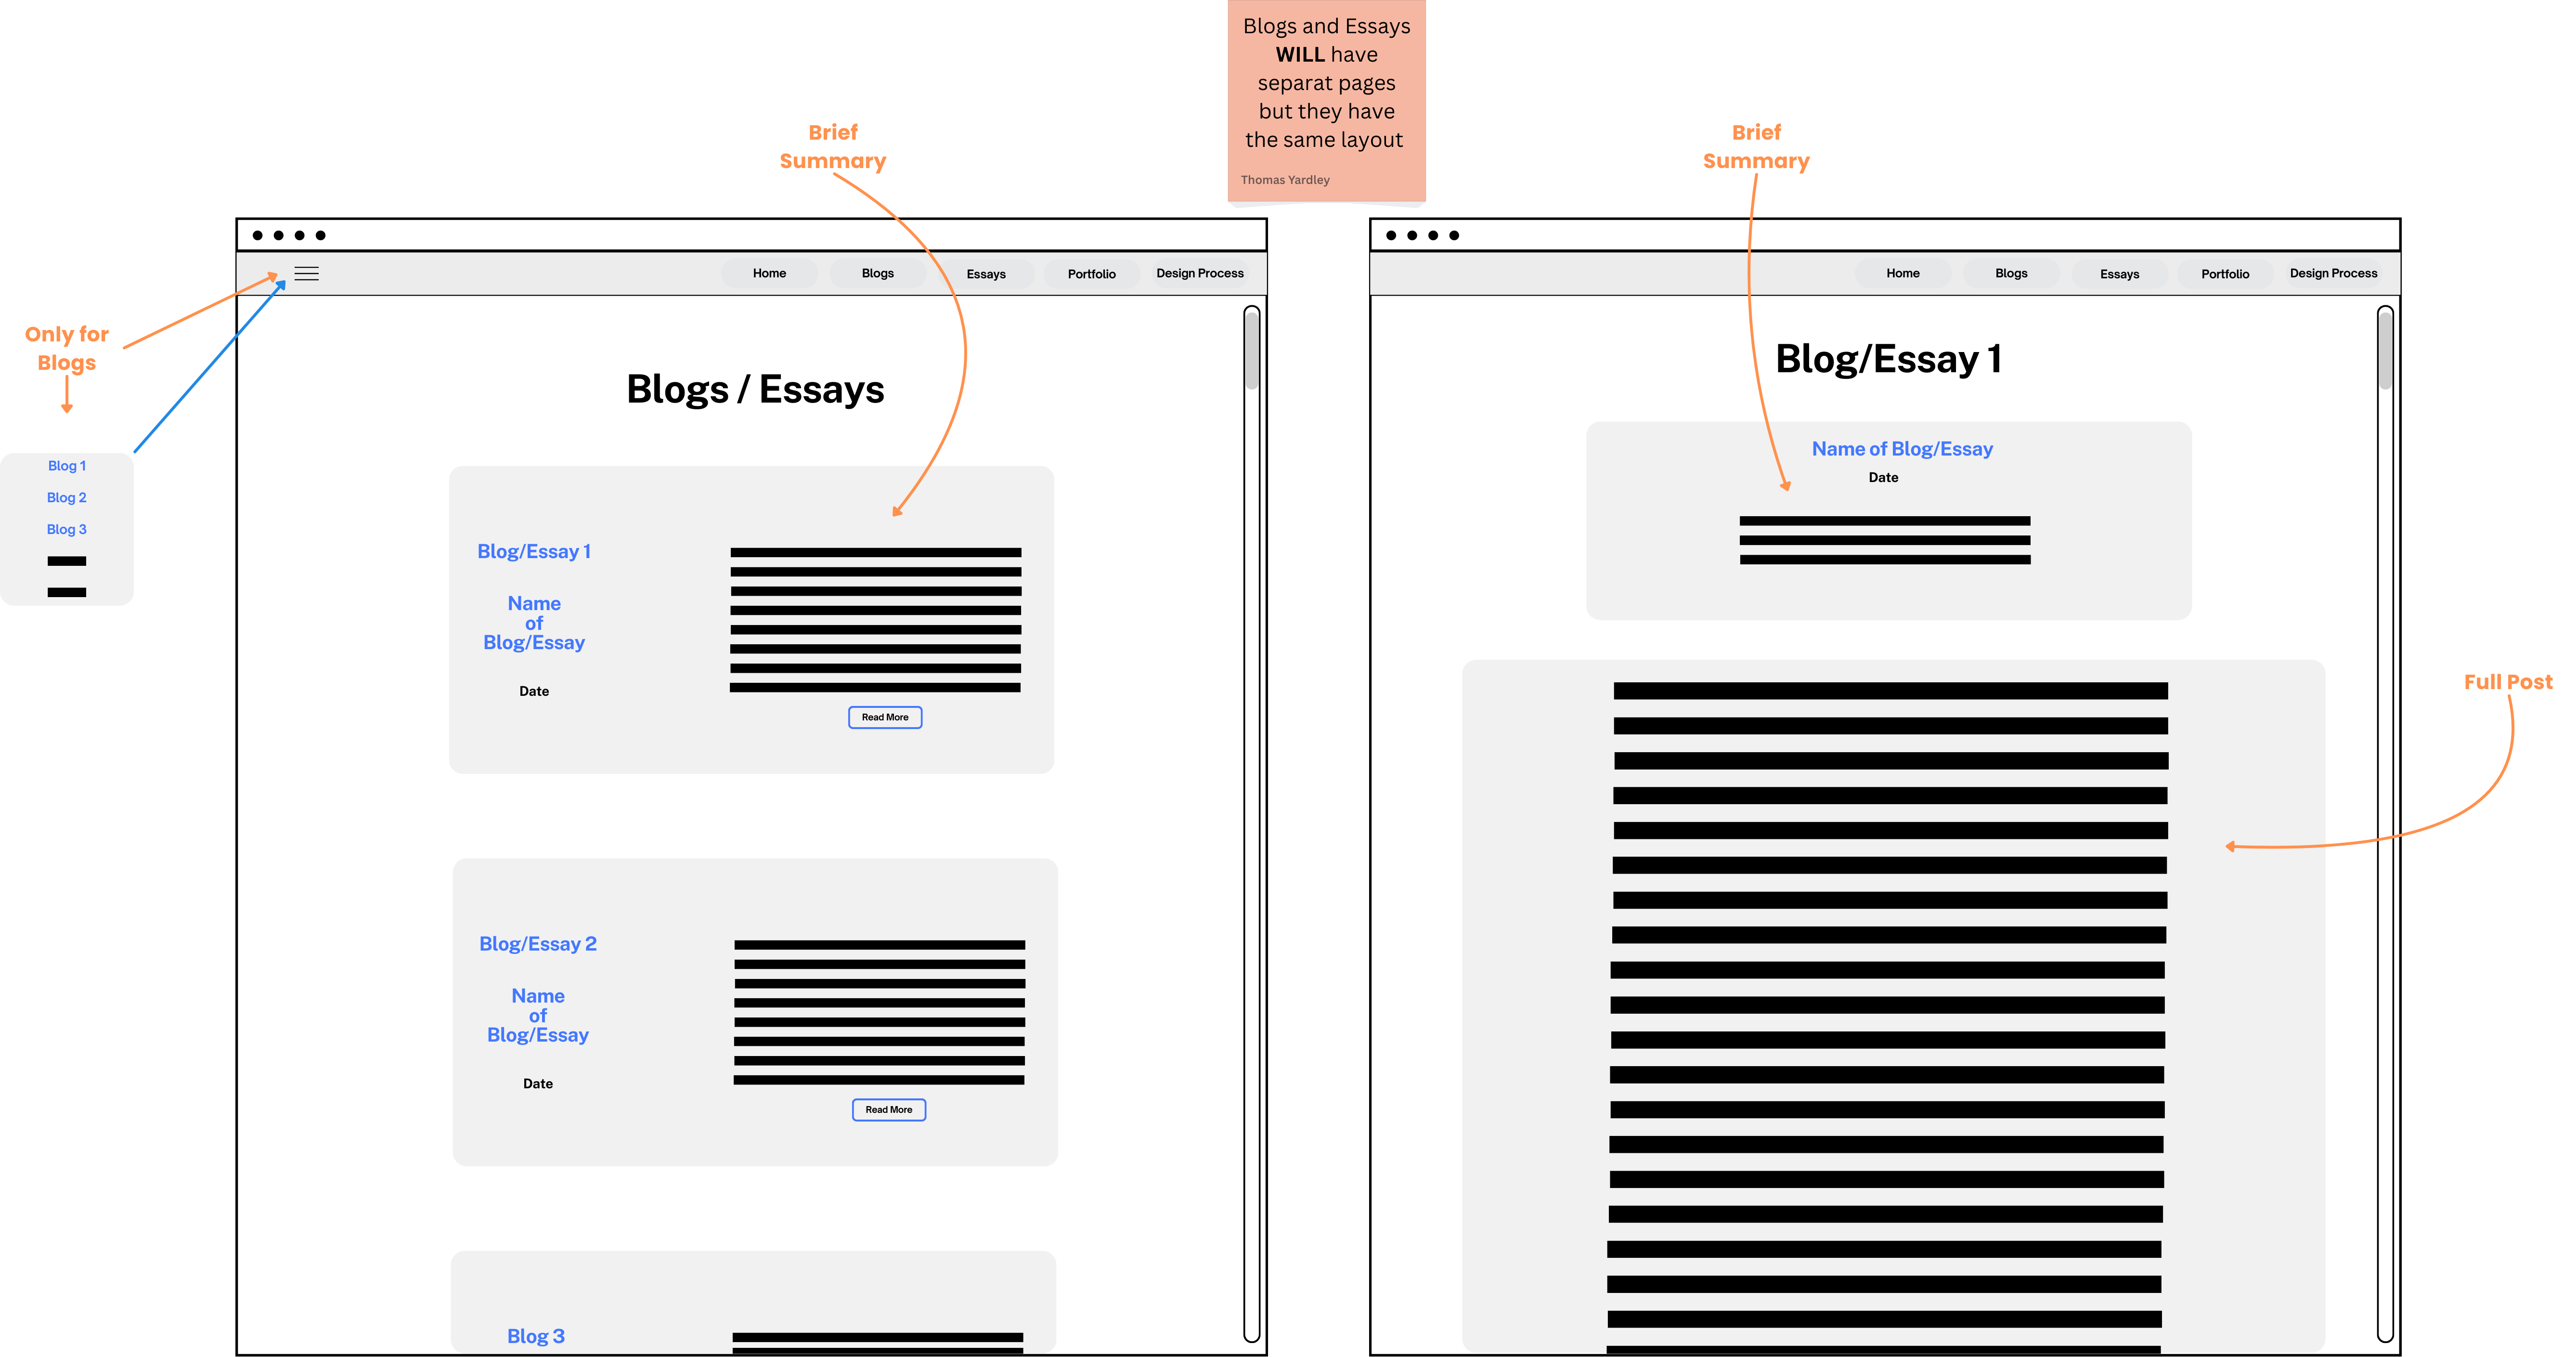 Blogs and Essays
WILL have
separat pages
but they have
the same layout
Thomas Yardley
Brief
Summary
Brief
Summary
Only for
Blogs
Blog 1
Blog 2
Blog 3
Home
Blogs
Essays
Portfolio
Design Process
Blogs / Essays
Blog/Essay 1
Name
of
Blog/Essay
Date
Read More
Blog/Essay 2
Name
of
Blog/Essay
Date
Read More
Blog 3
Home
Blogs
Essays
Portfolio
Design Process
Blog/Essay 1
Name of Blog/Essay
Date
Full Post